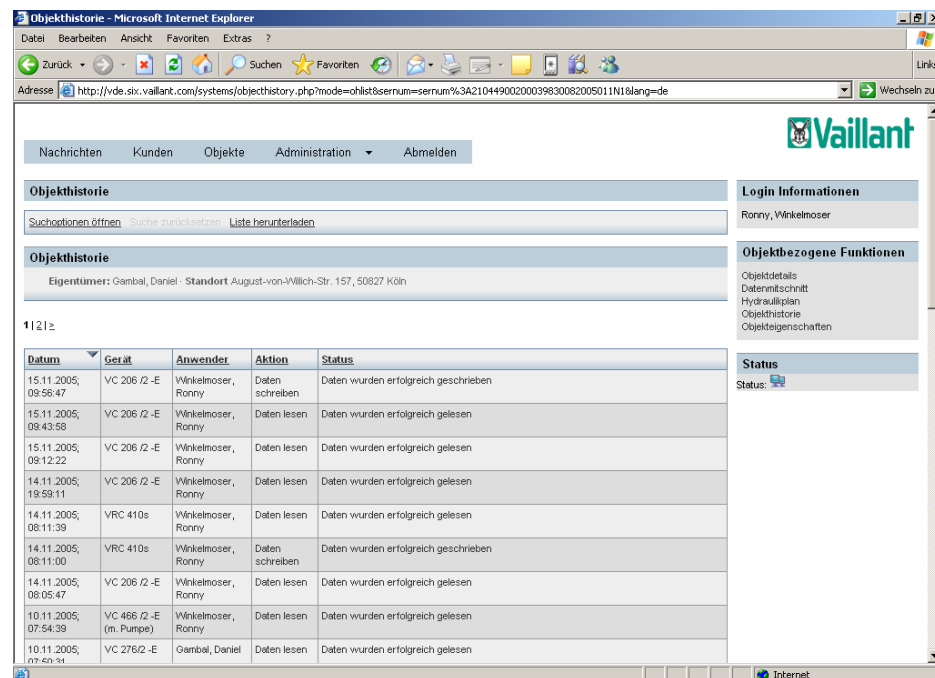 Objekthistorie - Microsoft Internet Explorer
Datei Bearbeiten Ansicht Favoriten Extras ?
Zurück Suchen Favoriten
Links
Adresse http://vde.six.vaillant.com/systems/objecthistory.php?mode=ohlist&sernum=sernum%3A21044900200039830082005011N1&lang=de Wechseln zu
Vaillant
Nachrichten Kunden Objekte Administration Abmelden
Objekthistorie
Suchoptionen öffnen Suche zurücksetzen Liste herunterladen
Objekthistorie
Eigentümer: Gambal, Daniel · Standort August-von-Willich-Str. 157, 50827 Köln
1 | 2 | >
Datum Gerät Anwender Aktion Status
15.11.2005; 09:56:47 VC 206 /2 -E Winkelmoser, Ronny Daten schreiben Daten wurden erfolgreich geschrieben
15.11.2005; 09:43:58 VC 206 /2 -E Winkelmoser, Ronny Daten lesen Daten wurden erfolgreich gelesen
15.11.2005; 09:12:22 VC 206 /2 -E Winkelmoser, Ronny Daten lesen Daten wurden erfolgreich gelesen
14.11.2005; 19:59:11 VC 206 /2 -E Winkelmoser, Ronny Daten lesen Daten wurden erfolgreich gelesen
14.11.2005; 08:11:39 VRC 410s Winkelmoser, Ronny Daten lesen Daten wurden erfolgreich gelesen
14.11.2005; 08:11:00 VRC 410s Winkelmoser, Ronny Daten schreiben Daten wurden erfolgreich geschrieben
14.11.2005; 08:05:47 VC 206 /2 -E Winkelmoser, Ronny Daten lesen Daten wurden erfolgreich gelesen
10.11.2005; 07:54:39 VC 466 /2 -E (m. Pumpe) Winkelmoser, Ronny Daten lesen Daten wurden erfolgreich gelesen
10.11.2005; 07:50:31 VC 276/2 -E Gambal, Daniel Daten lesen Daten wurden erfolgreich gelesen
Login Informationen
Ronny, Winkelmoser
Objektbezogene Funktionen
Objektdetails
Datenmitschnitt
Hydraulikplan
Objekthistorie
Objekteigenschaften
Status
Status:
Internet